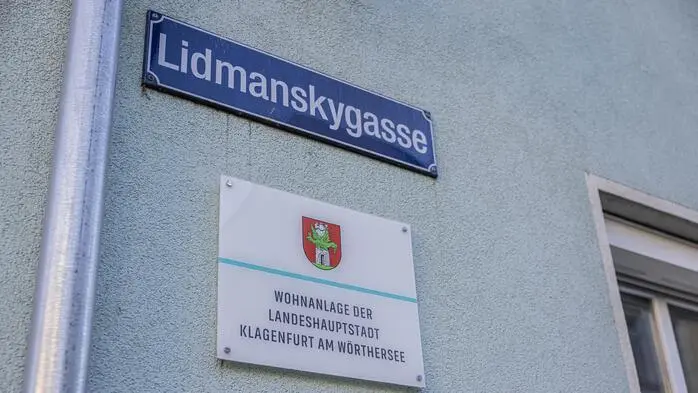 Lidmanskygasse
WOHNANLAGE DER
LANDESHAUPTSTADT
KLAGENFURT AM WÖRTHERSEE